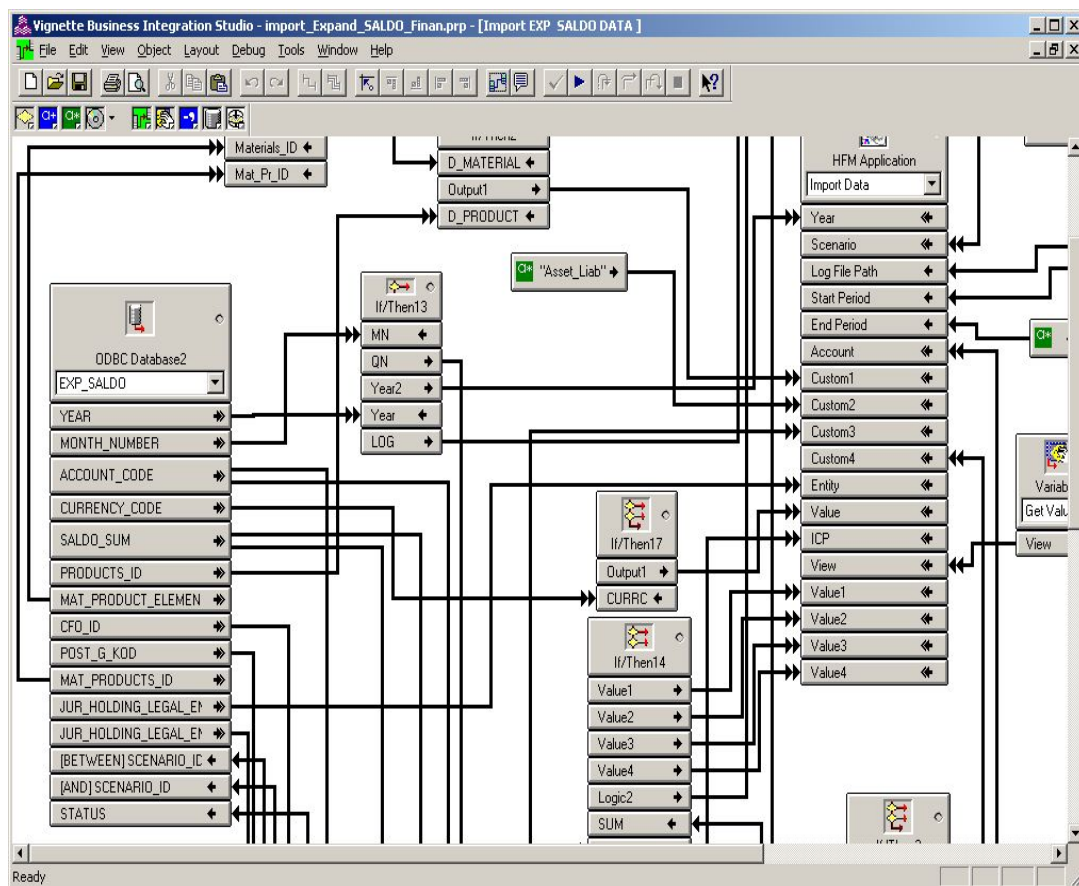 Vignette Business Integration Studio - import_Expand_SALDO_Finan.prp - [Import EXP SALDO DATA ]
File Edit View Object Layout Debug Tools Window Help
Materials_ID
Mat_Pr_ID
D_MATERIAL
Output1
D_PRODUCT
"Asset_Liab"
HFM Application
Import Data
Year
Scenario
Log File Path
Start Period
End Period
Account
Custom1
Custom2
Custom3
Custom4
Entity
Value
ICP
View
Value1
Value2
Value3
Value4
ODBC Database2
EXP_SALDO
YEAR
MONTH_NUMBER
ACCOUNT_CODE
CURRENCY_CODE
SALDO_SUM
PRODUCTS_ID
MAT_PRODUCT_ELEMEN
CFO_ID
POST_G_KOD
MAT_PRODUCTS_ID
JUR_HOLDING_LEGAL_EN
JUR_HOLDING_LEGAL_EN
[BETWEEN] SCENARIO_ID
[AND] SCENARIO_ID
STATUS
If/Then13
MN
QN
Year2
Year
LOG
If/Then17
Output1
CURRC
If/Then14
Value1
Value2
Value3
Value4
Logic2
SUM
Variab
Get Valu
View
Ready